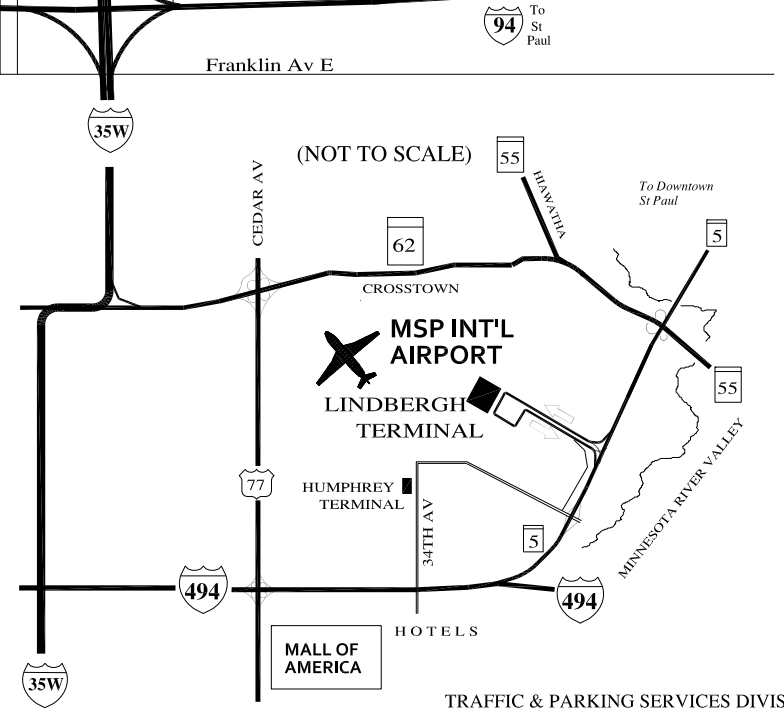 94
To
St
Paul
Franklin Av E
35W
(NOT TO SCALE)
55
HIAWATHA
To Downtown
St Paul
5
CEDAR AV
62
CROSSTOWN
MSP INT'L
AIRPORT
LINDBERGH
TERMINAL
55
MINNESOTA RIVER VALLEY
77
HUMPHREY
TERMINAL
34TH AV
5
494
494
HOTELS
MALL OF
AMERICA
35W
TRAFFIC & PARKING SERVICES DIVIS